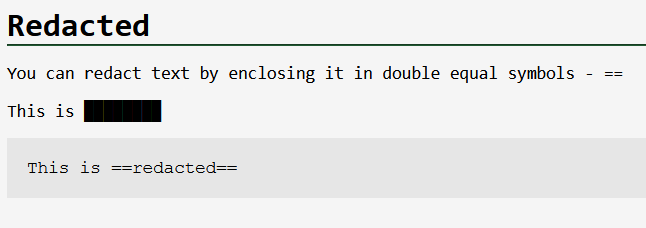 Redacted
You can redact text by enclosing it in double equal symbols - ==
This is
This is ==redacted==